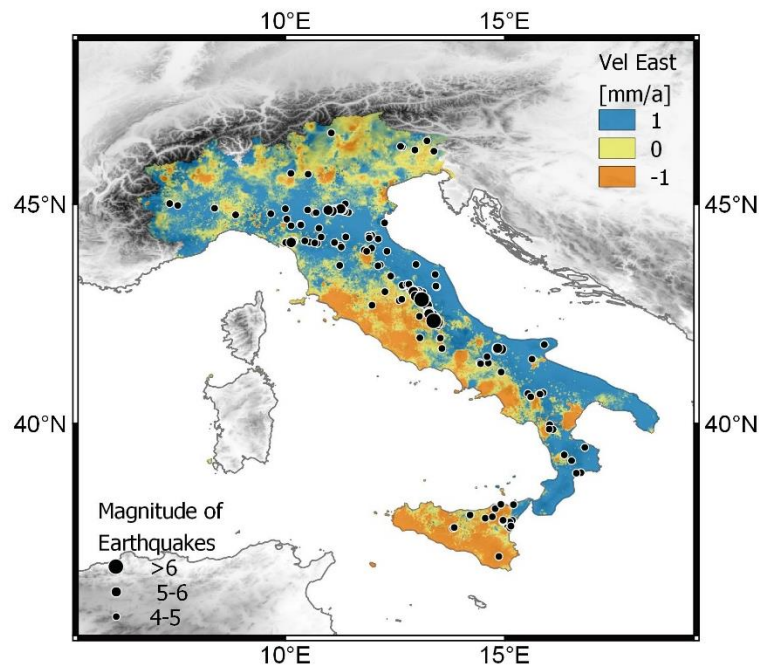 10°E 15°E
Vel East
[mm/a]
1
0
-1
45°N 45°N
40°N 40°N
Magnitude of
Earthquakes
>6
5-6
4-5
10°E 15°E